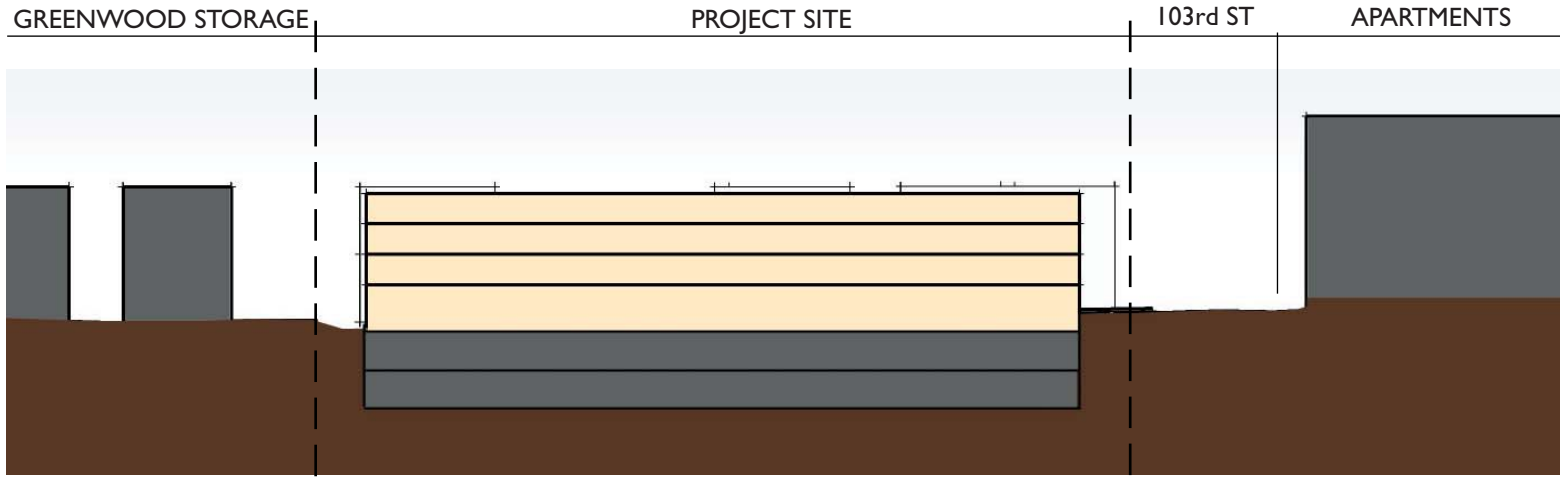 GREENWOOD STORAGE
PROJECT SITE
103rd ST
APARTMENTS